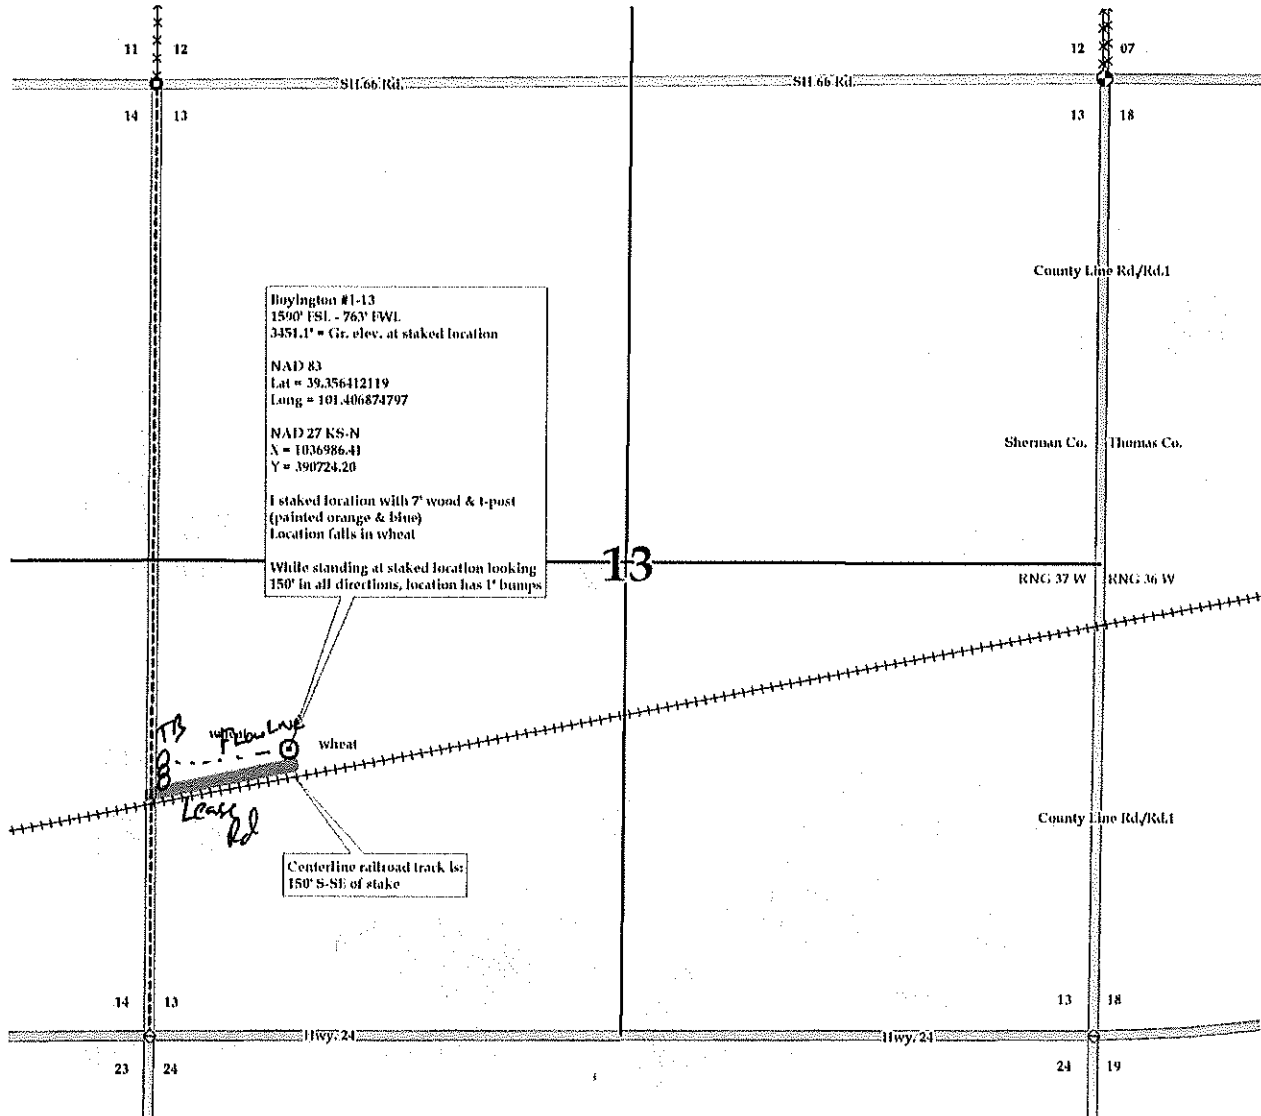 11 12
12 07
SH 66 Rd.
SH 66 Rd.
14 13
13 18
County Line Rd./Rd.1
Boyington #1-13
1590' FSL - 763' FWL
3451.1' = Gr. elev. at staked location
NAD 83
Lat = 39.356412119
Long = 101.406874797
NAD 27 KS-N
X = 1036986.41
Y = 390724.20
I staked location with 7' wood & t-post
(painted orange & blue)
Location falls in wheat
While standing at staked location looking
150' in all directions, location has 1' bumps
Sherman Co. Thomas Co.
13
RNG 37 W RNG 36 W
TB
Flow Line
wheat
Lease
Rd
County Line Rd./Rd.1
Centerline railroad track is:
150' S-SE of stake
14 13
13 18
Hwy. 24
Hwy. 24
23 24
24 19